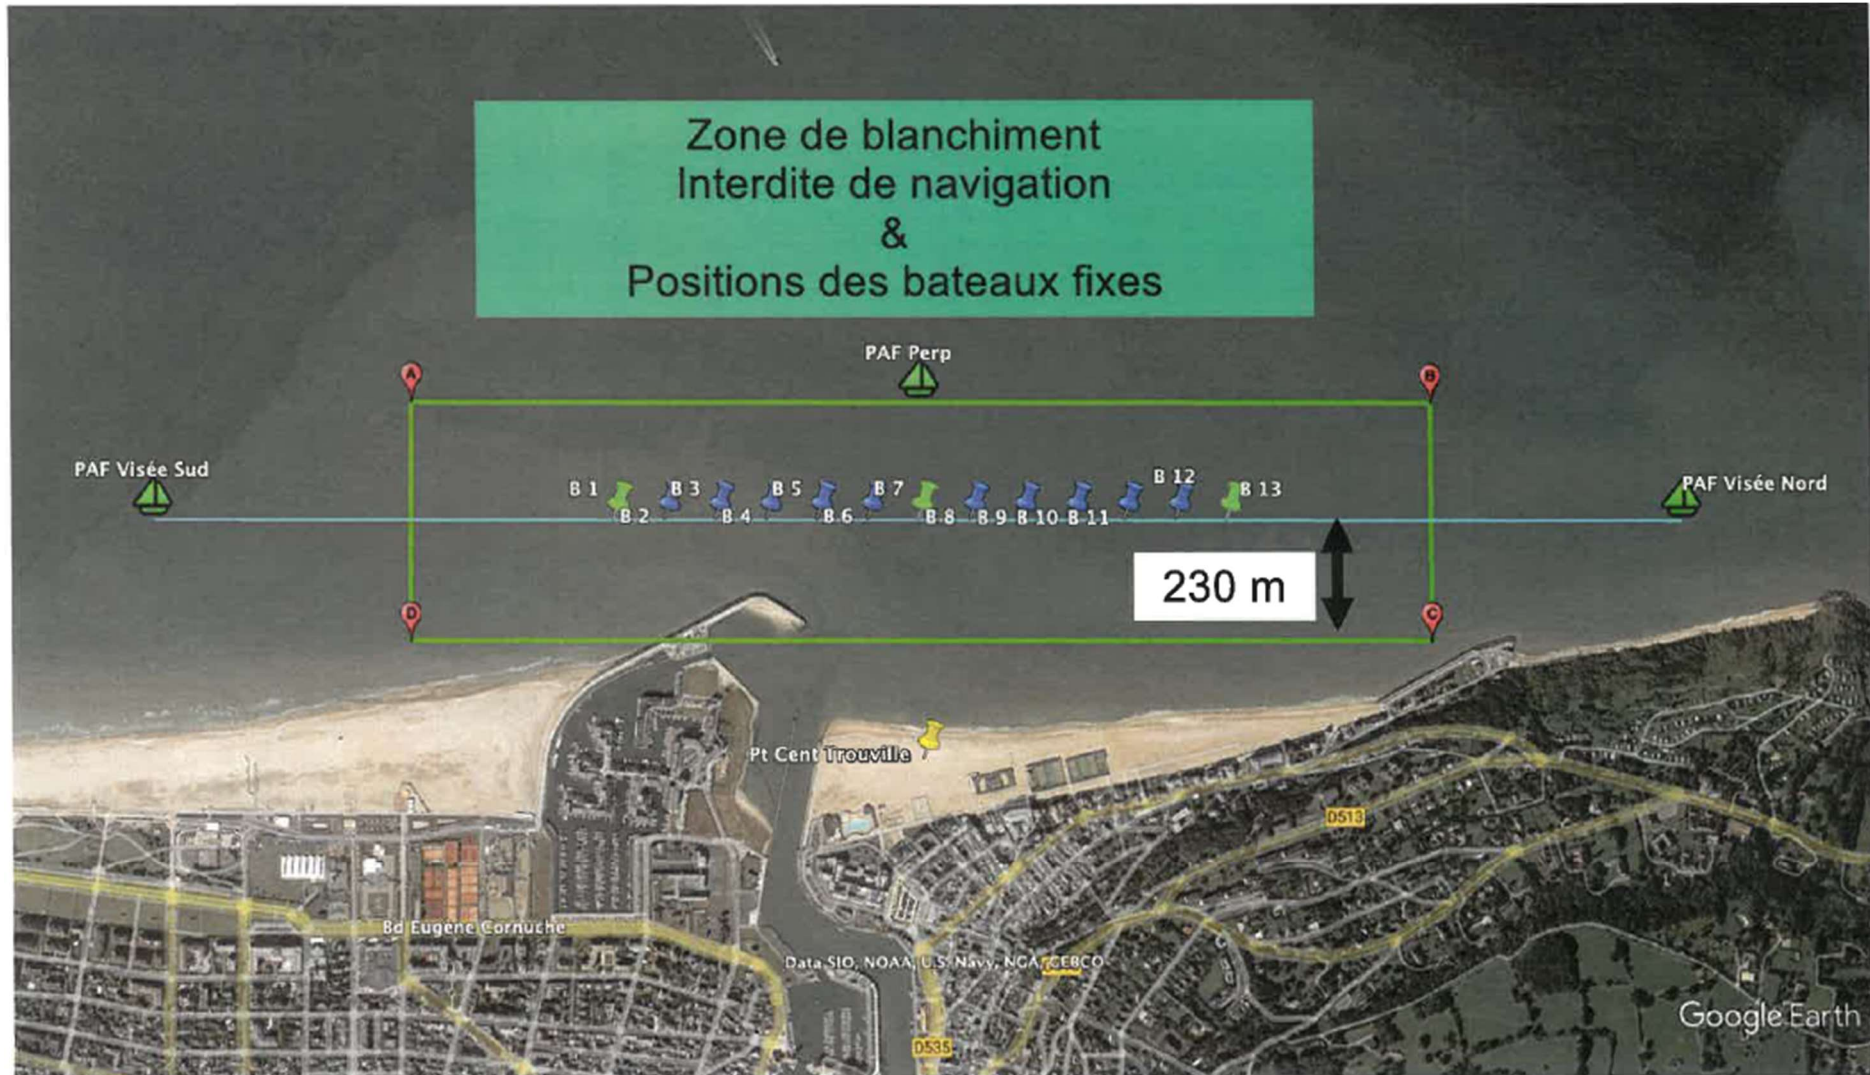 Zone de blanchiment
Interdite de navigation
&
Positions des bateaux fixes
PAF Perp
A
B
PAF Visée Sud
PAF Visée Nord
B 1
B 3
B 5
B 7
B 12
B 13
B 2
B 4
B 6
B 8
B 9
B 10
B 11
230 m
D
C
Pt Cent Trouville
D513
Bd Eugène Cornuche
Data SIO, NOAA, U.S. Navy, NGA, GEBCO
Google Earth
D535